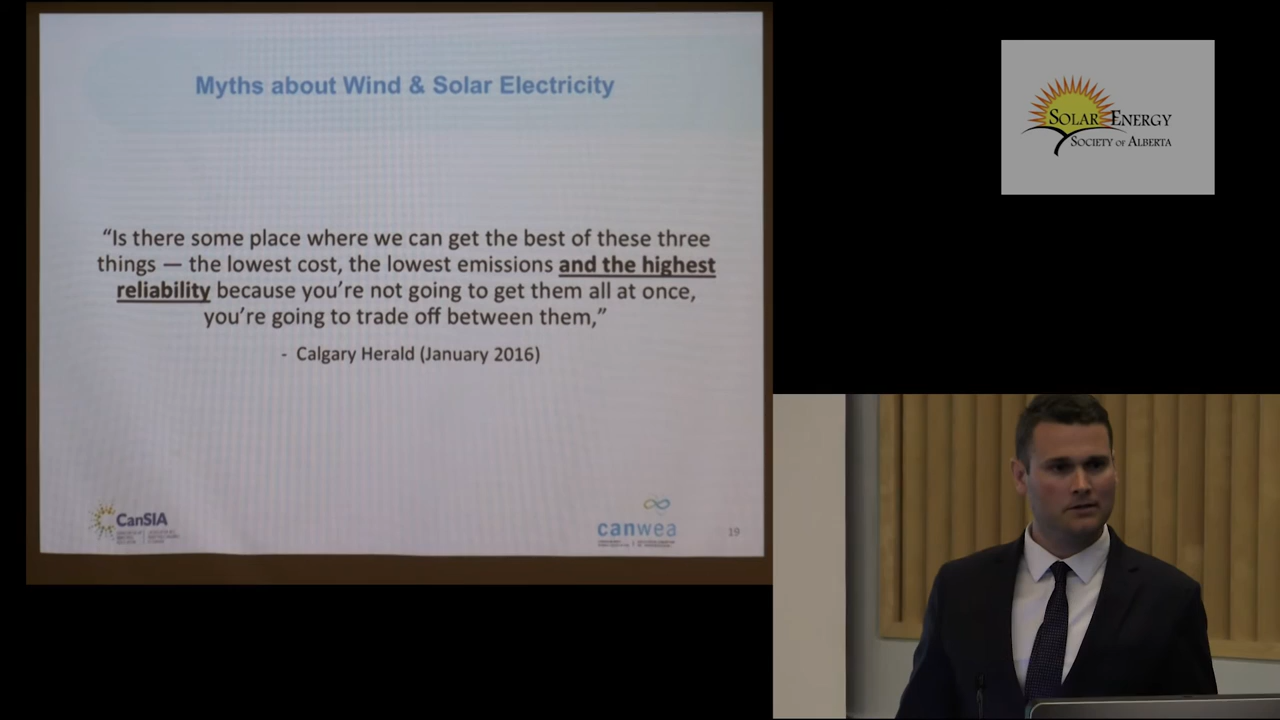 Myths about Wind & Solar Electricity
“Is there some place where we can get the best of these three
things — the lowest cost, the lowest emissions and the highest
reliability because you’re not going to get them all at once,
you’re going to trade off between them,”
- Calgary Herald (January 2016)
CanSIA
canwea
19
SOLAR ENERGY
SOCIETY OF ALBERTA